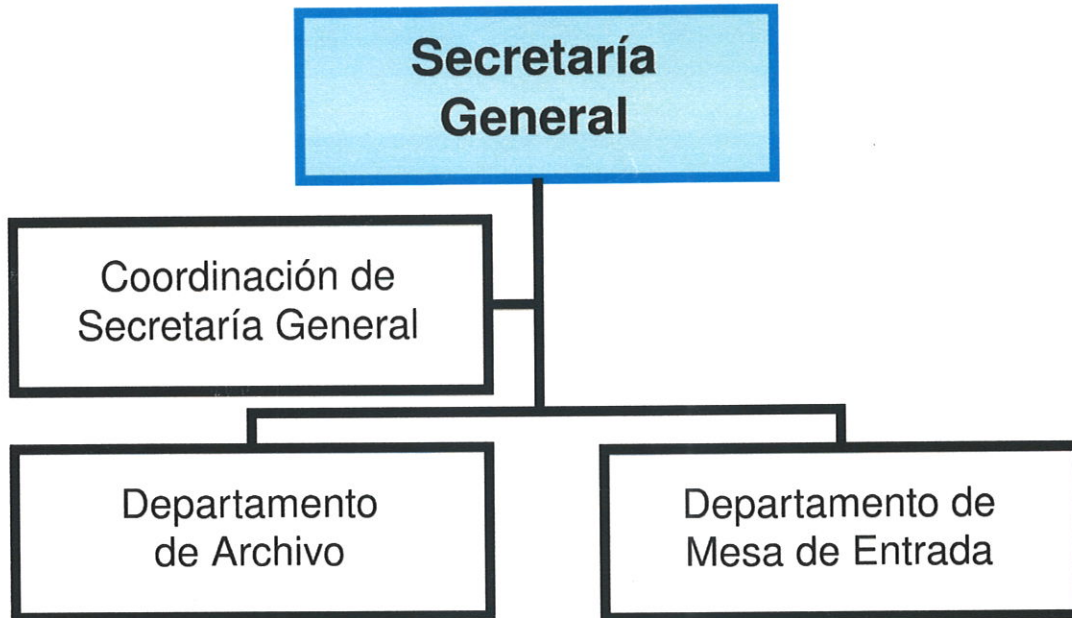 Secretaría
General
Coordinación de
Secretaría General
Departamento
de Archivo
Departamento de
Mesa de Entrada